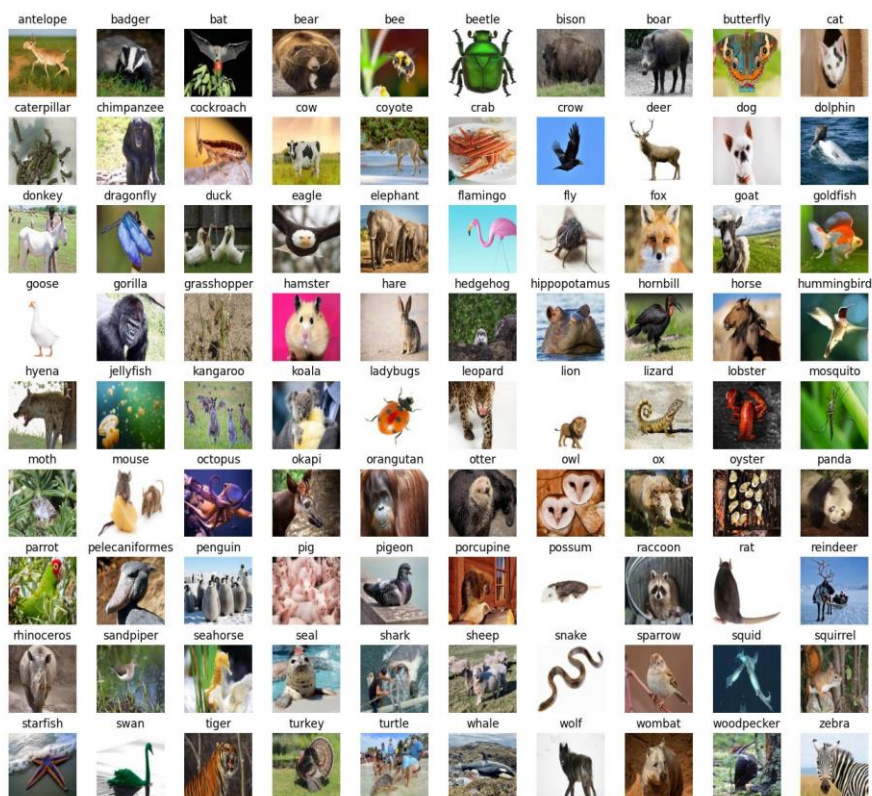 antelope badger bat bear bee beetle bison boar butterfly cat
caterpillar chimpanzee cockroach cow coyote crab crow deer dog dolphin
donkey dragonfly duck eagle elephant flamingo fly fox goat goldfish
goose gorilla grasshopper hamster hare hedgehog hippopotamus hornbill horse hummingbird
hyena jellyfish kangaroo koala ladybugs leopard lion lizard lobster mosquito
moth mouse octopus okapi orangutan otter owl ox oyster panda
parrot pelecaniformes penguin pig pigeon porcupine possum raccoon rat reindeer
rhinoceros sandpiper seahorse seal shark sheep snake sparrow squid squirrel
starfish swan tiger turkey turtle whale wolf wombat woodpecker zebra